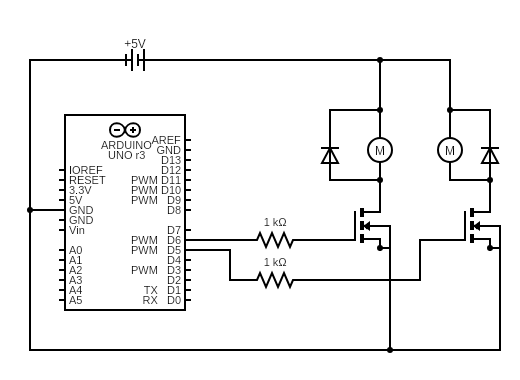 +5V
ARDUINO
UNO r3
AREF
GND
D13
D12
IOREF
RESET PWM D11
3.3V PWM D10
5V PWM D9
GND D8
GND
Vin D7
PWM D6
A0 PWM D5
A1 D4
A2 PWM D3
A3 D2
A4 TX D1
A5 RX D0
1 kΩ
1 kΩ
M
M